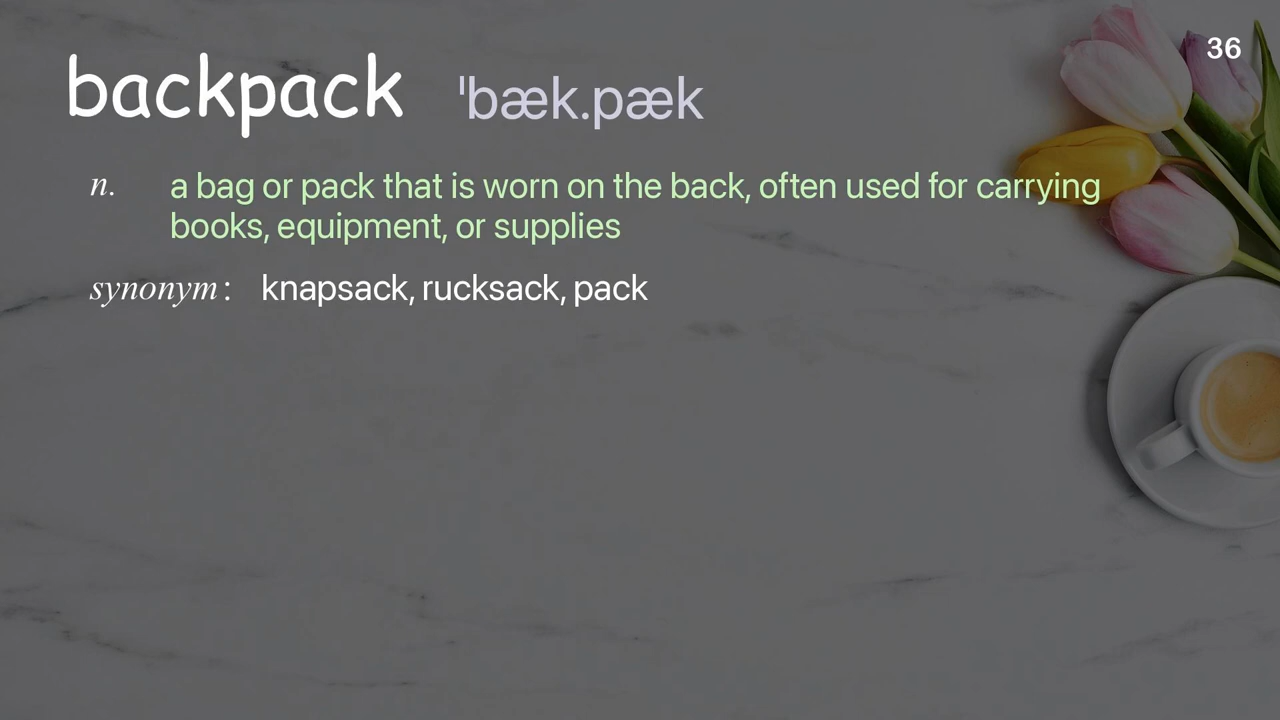 36
backpack ˈbæk.pæk
n. a bag or pack that is worn on the back, often used for carrying
books, equipment, or supplies
synonym: knapsack, rucksack, pack